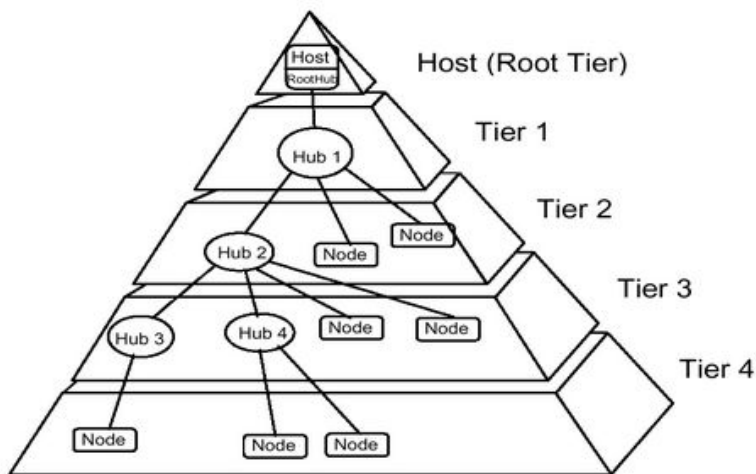 Host
RootHub
Host (Root Tier)
Hub 1
Tier 1
Hub 2
Node
Node
Tier 2
Hub 3
Hub 4
Node
Node
Tier 3
Node
Node
Node
Tier 4